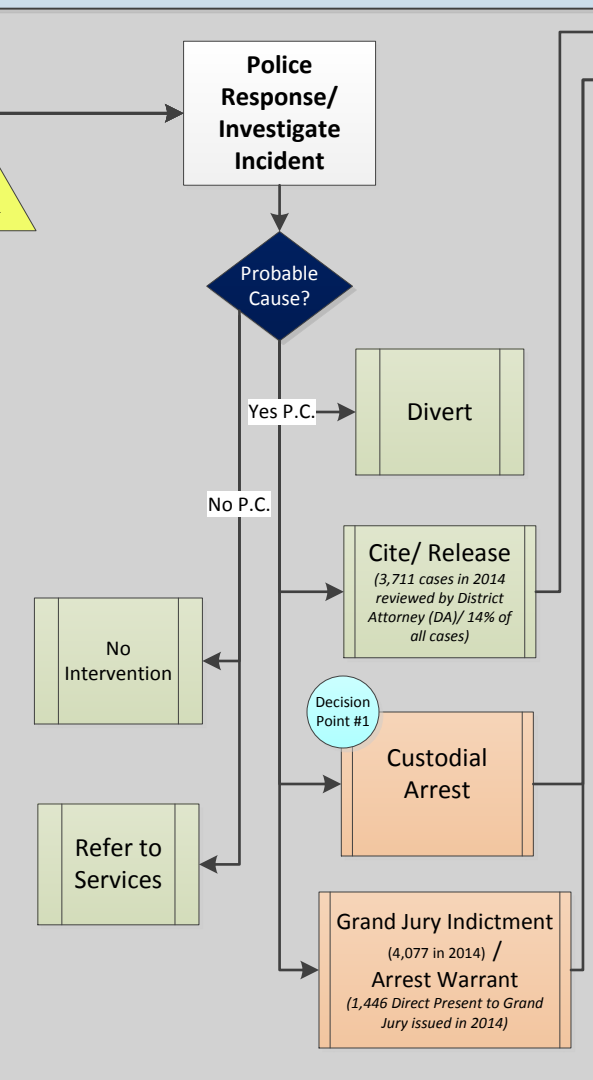 Police
Response/
Investigate
Incident
Probable
Cause?
Yes P.C.
Divert
No P.C.
Cite/ Release
(3,711 cases in 2014
reviewed by District
Attorney (DA)/ 14% of
all cases)
No
Intervention
Decision
Point #1
Custodial
Arrest
Refer to
Services
Grand Jury Indictment
(4,077 in 2014) /
Arrest Warrant
(1,446 Direct Present to Grand
Jury issued in 2014)